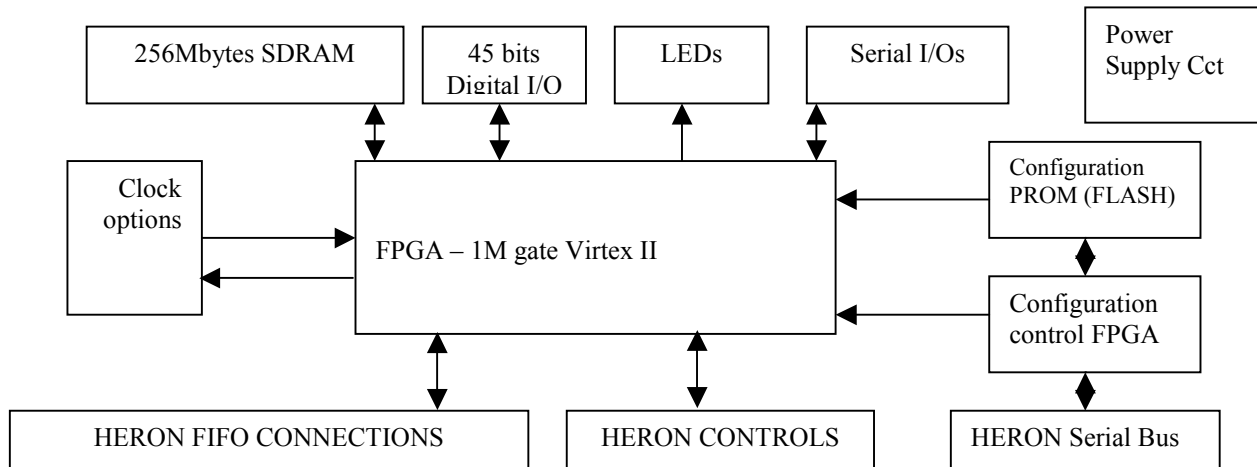 256Mbytes SDRAM
45 bits
Digital I/O
LEDs
Serial I/Os
Power
Supply Cct
Clock
options
FPGA – 1M gate Virtex II
Configuration
PROM (FLASH)
Configuration
control FPGA
HERON FIFO CONNECTIONS
HERON CONTROLS
HERON Serial Bus